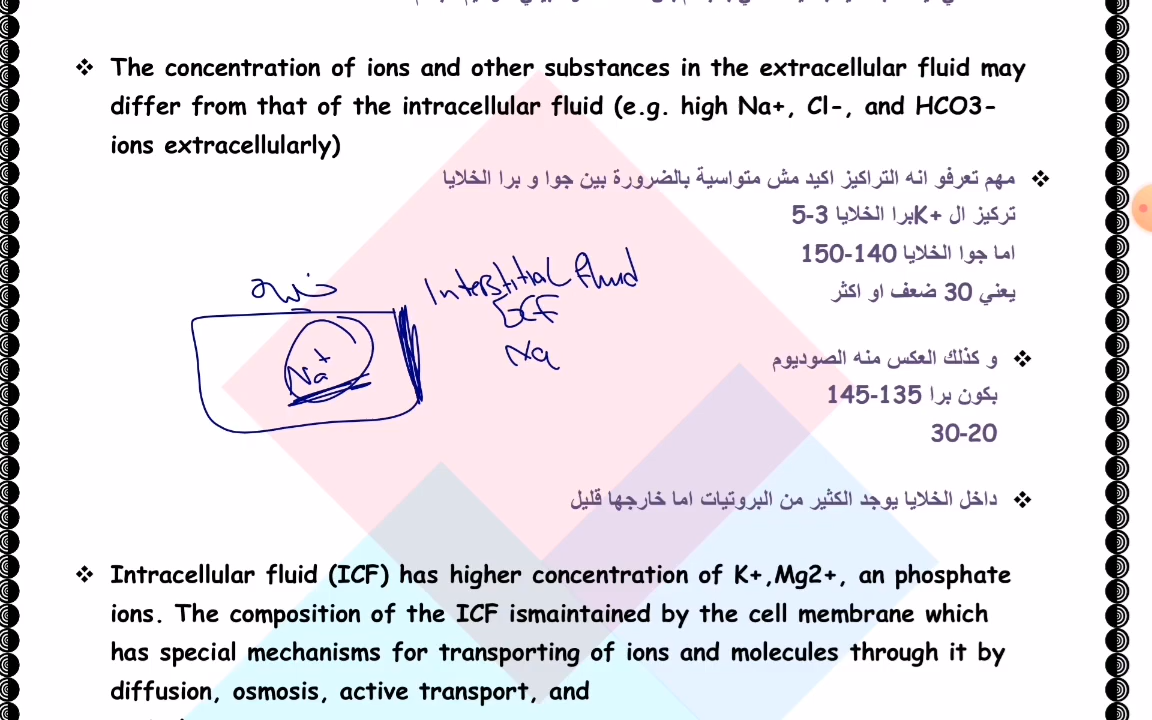 ❖ The concentration of ions and other substances in the extracellular fluid may
differ from that of the intracellular fluid (e.g. high Na+, Cl-, and HCO3-
ions extracellularly)
❖ مهم تعرفو انه التراكيز اكيد مش متواسية بالضرورة بين جوا و برا الخلايا
تركيز ال +Kبرا الخلايا 3-5
اما جوا الخلايا 140-150
يعني 30 ضعف او اكثر
Interstitial fluid
ECF
Na
Na+
❖ و كذلك العكس منه الصوديوم
بكون برا 135-145
20-30
❖ داخل الخلايا يوجد الكثير من البروتيات اما خارجها قليل
❖ Intracellular fluid (ICF) has higher concentration of K+,Mg2+, an phosphate
ions. The composition of the ICF ismaintained by the cell membrane which
has special mechanisms for transporting of ions and molecules through it by
diffusion, osmosis, active transport, and